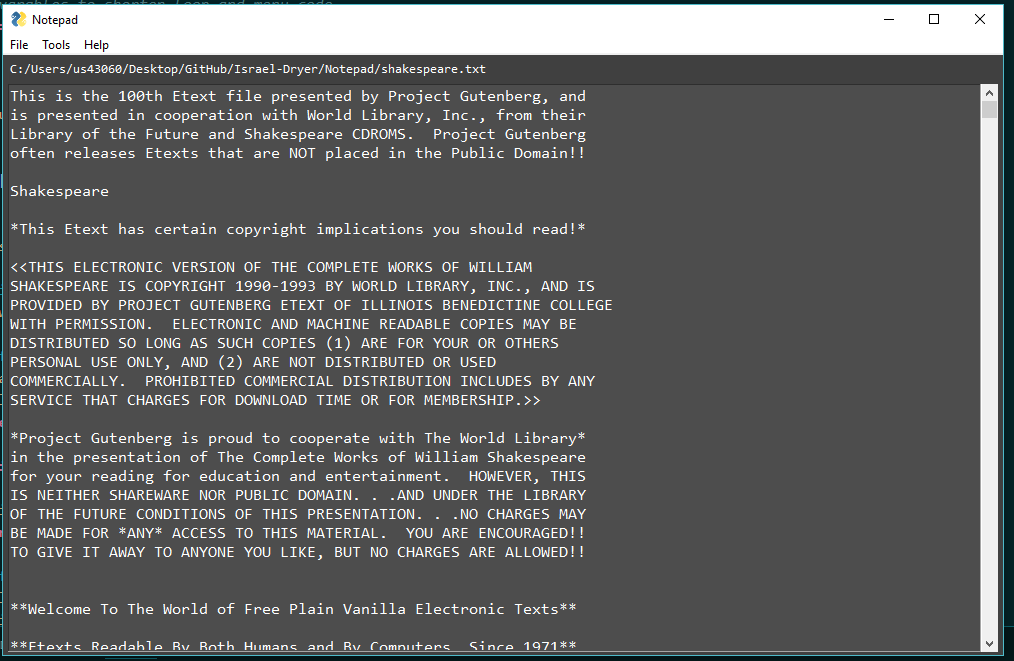 variables to shorten loop and menu code
Notepad
File Tools Help
C:/Users/us43060/Desktop/GitHub/Israel-Dryer/Notepad/shakespeare.txt
This is the 100th Etext file presented by Project Gutenberg, and
is presented in cooperation with World Library, Inc., from their
Library of the Future and Shakespeare CDROMS.  Project Gutenberg
often releases Etexts that are NOT placed in the Public Domain!!
Shakespeare
*This Etext has certain copyright implications you should read!*
<<THIS ELECTRONIC VERSION OF THE COMPLETE WORKS OF WILLIAM
SHAKESPEARE IS COPYRIGHT 1990-1993 BY WORLD LIBRARY, INC., AND IS
PROVIDED BY PROJECT GUTENBERG ETEXT OF ILLINOIS BENEDICTINE COLLEGE
WITH PERMISSION.  ELECTRONIC AND MACHINE READABLE COPIES MAY BE
DISTRIBUTED SO LONG AS SUCH COPIES (1) ARE FOR YOUR OR OTHERS
PERSONAL USE ONLY, AND (2) ARE NOT DISTRIBUTED OR USED
COMMERCIALLY.  PROHIBITED COMMERCIAL DISTRIBUTION INCLUDES BY ANY
SERVICE THAT CHARGES FOR DOWNLOAD TIME OR FOR MEMBERSHIP.>>
*Project Gutenberg is proud to cooperate with The World Library*
in the presentation of The Complete Works of William Shakespeare
for your reading for education and entertainment.  HOWEVER, THIS
IS NEITHER SHAREWARE NOR PUBLIC DOMAIN. . .AND UNDER THE LIBRARY
OF THE FUTURE CONDITIONS OF THIS PRESENTATION. . .NO CHARGES MAY
BE MADE FOR *ANY* ACCESS TO THIS MATERIAL.  YOU ARE ENCOURAGED!!
TO GIVE IT AWAY TO ANYONE YOU LIKE, BUT NO CHARGES ARE ALLOWED!!
**Welcome To The World of Free Plain Vanilla Electronic Texts**
**Etexts Readable By Both Humans and By Computers, Since 1971**